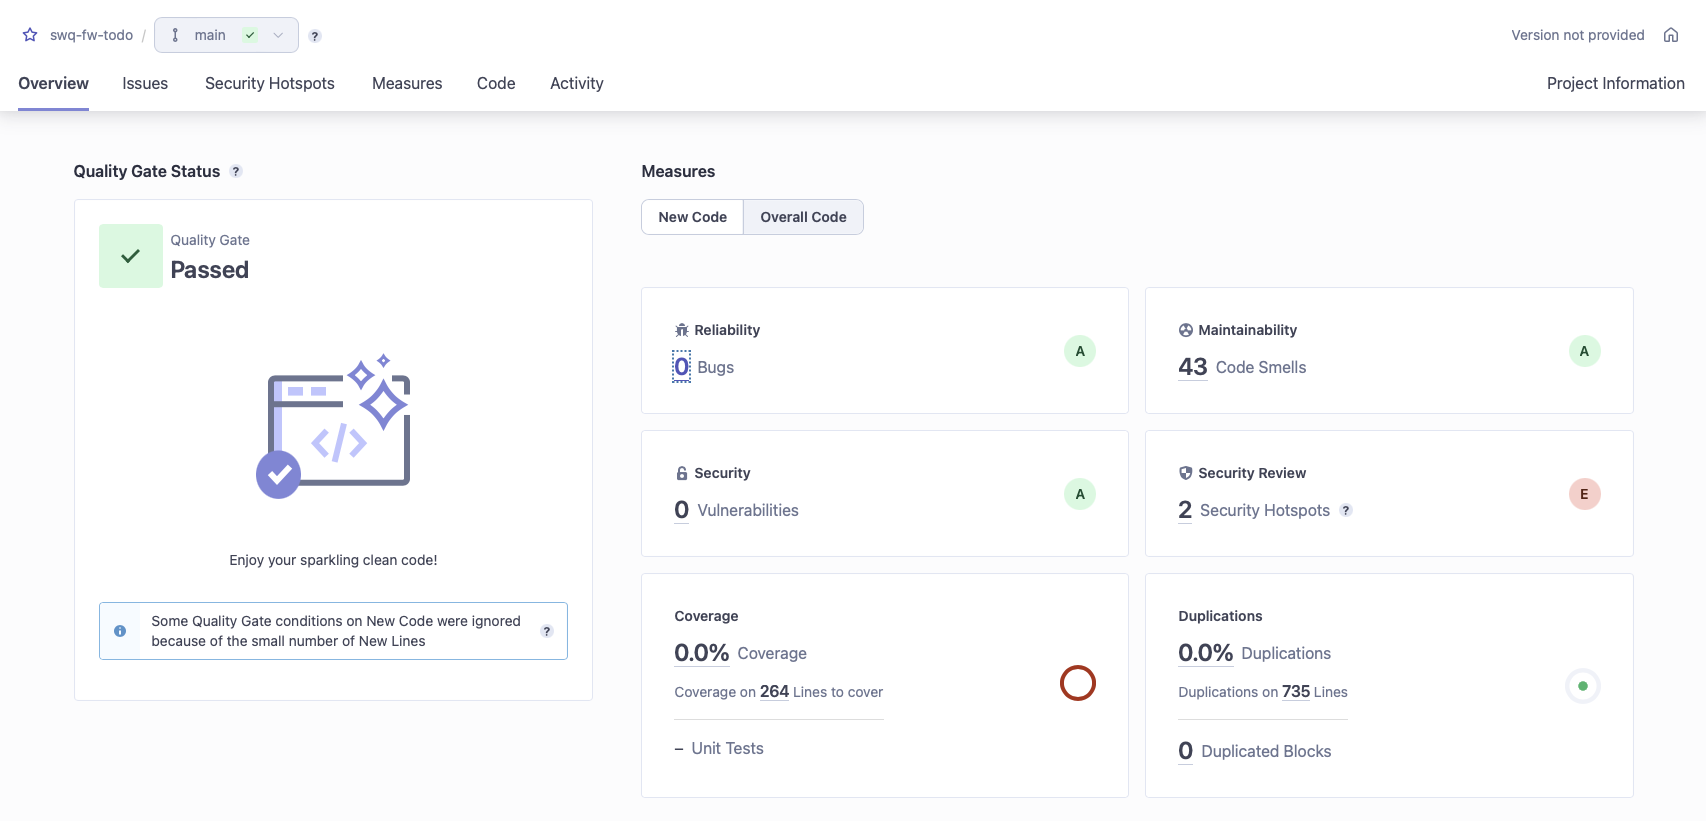 swq-fw-todo / main ?
Version not provided
Overview Issues Security Hotspots Measures Code Activity
Project Information
Quality Gate Status ?
Quality Gate
Passed
</>
Enjoy your sparkling clean code!
Some Quality Gate conditions on New Code were ignored
because of the small number of New Lines
?
Measures
New Code Overall Code
Reliability
0 Bugs
A
Maintainability
43 Code Smells
A
Security
0 Vulnerabilities
A
Security Review
2 Security Hotspots ?
E
Coverage
0.0% Coverage
Coverage on 264 Lines to cover
– Unit Tests
Duplications
0.0% Duplications
Duplications on 735 Lines
0 Duplicated Blocks